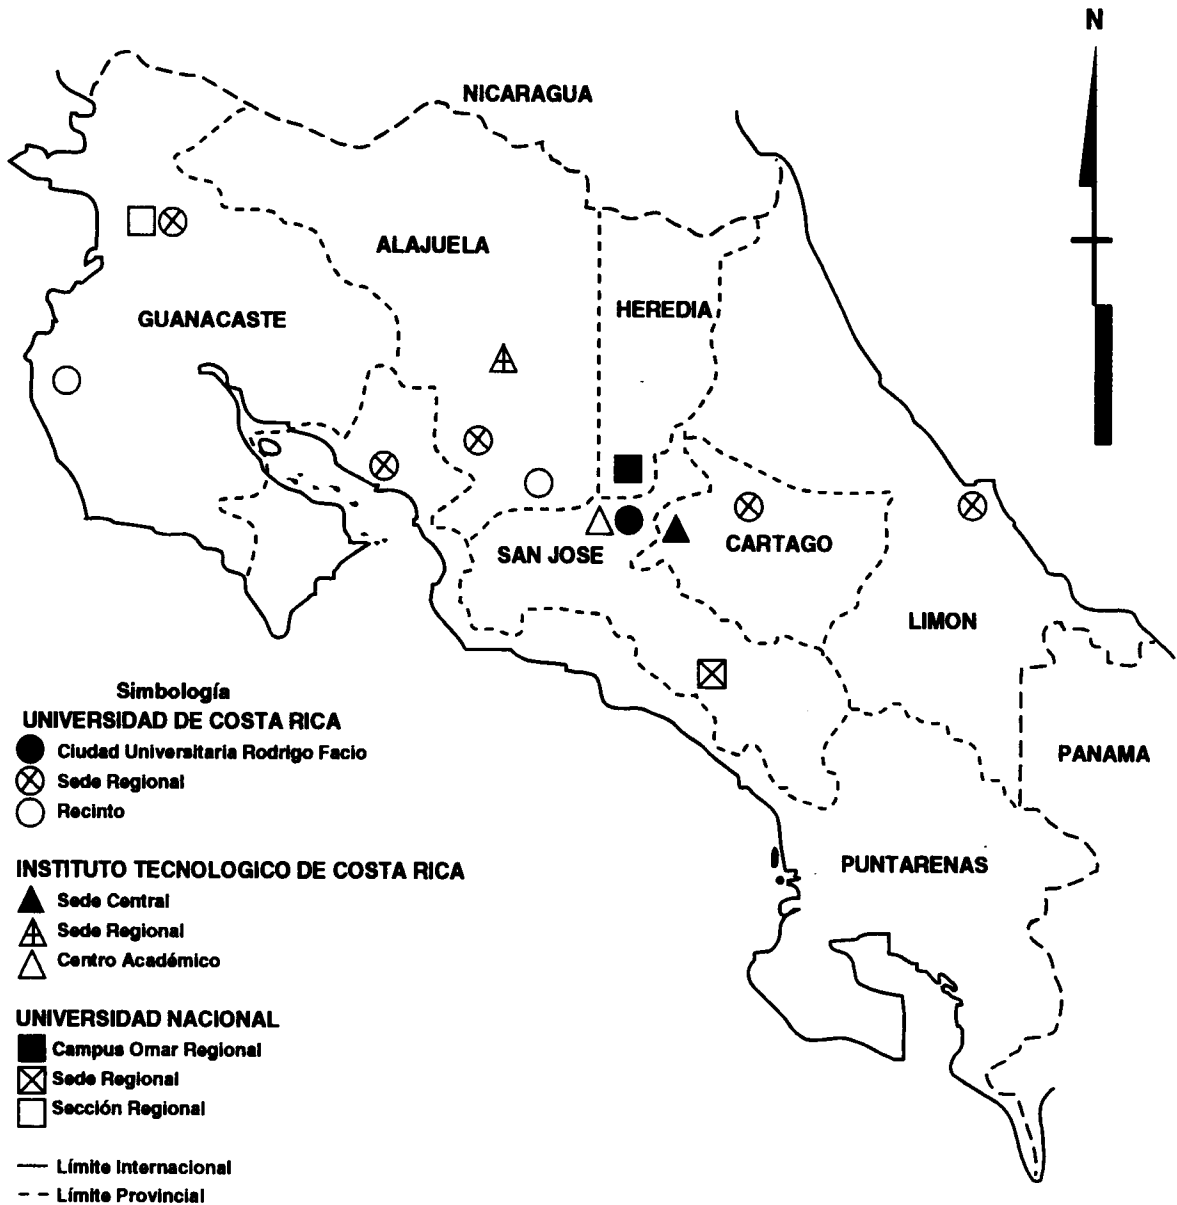 N
NICARAGUA
ALAJUELA
HEREDIA
GUANACASTE
SAN JOSE
CARTAGO
LIMON
PANAMA
PUNTARENAS
Simbología
UNIVERSIDAD DE COSTA RICA
Ciudad Universitaria Rodrigo Facio
Sede Regional
Recinto
INSTITUTO TECNOLOGICO DE COSTA RICA
Sede Central
Sede Regional
Centro Académico
UNIVERSIDAD NACIONAL
Campus Omar Regional
Sede Regional
Sección Regional
Límite Internacional
Límite Provincial